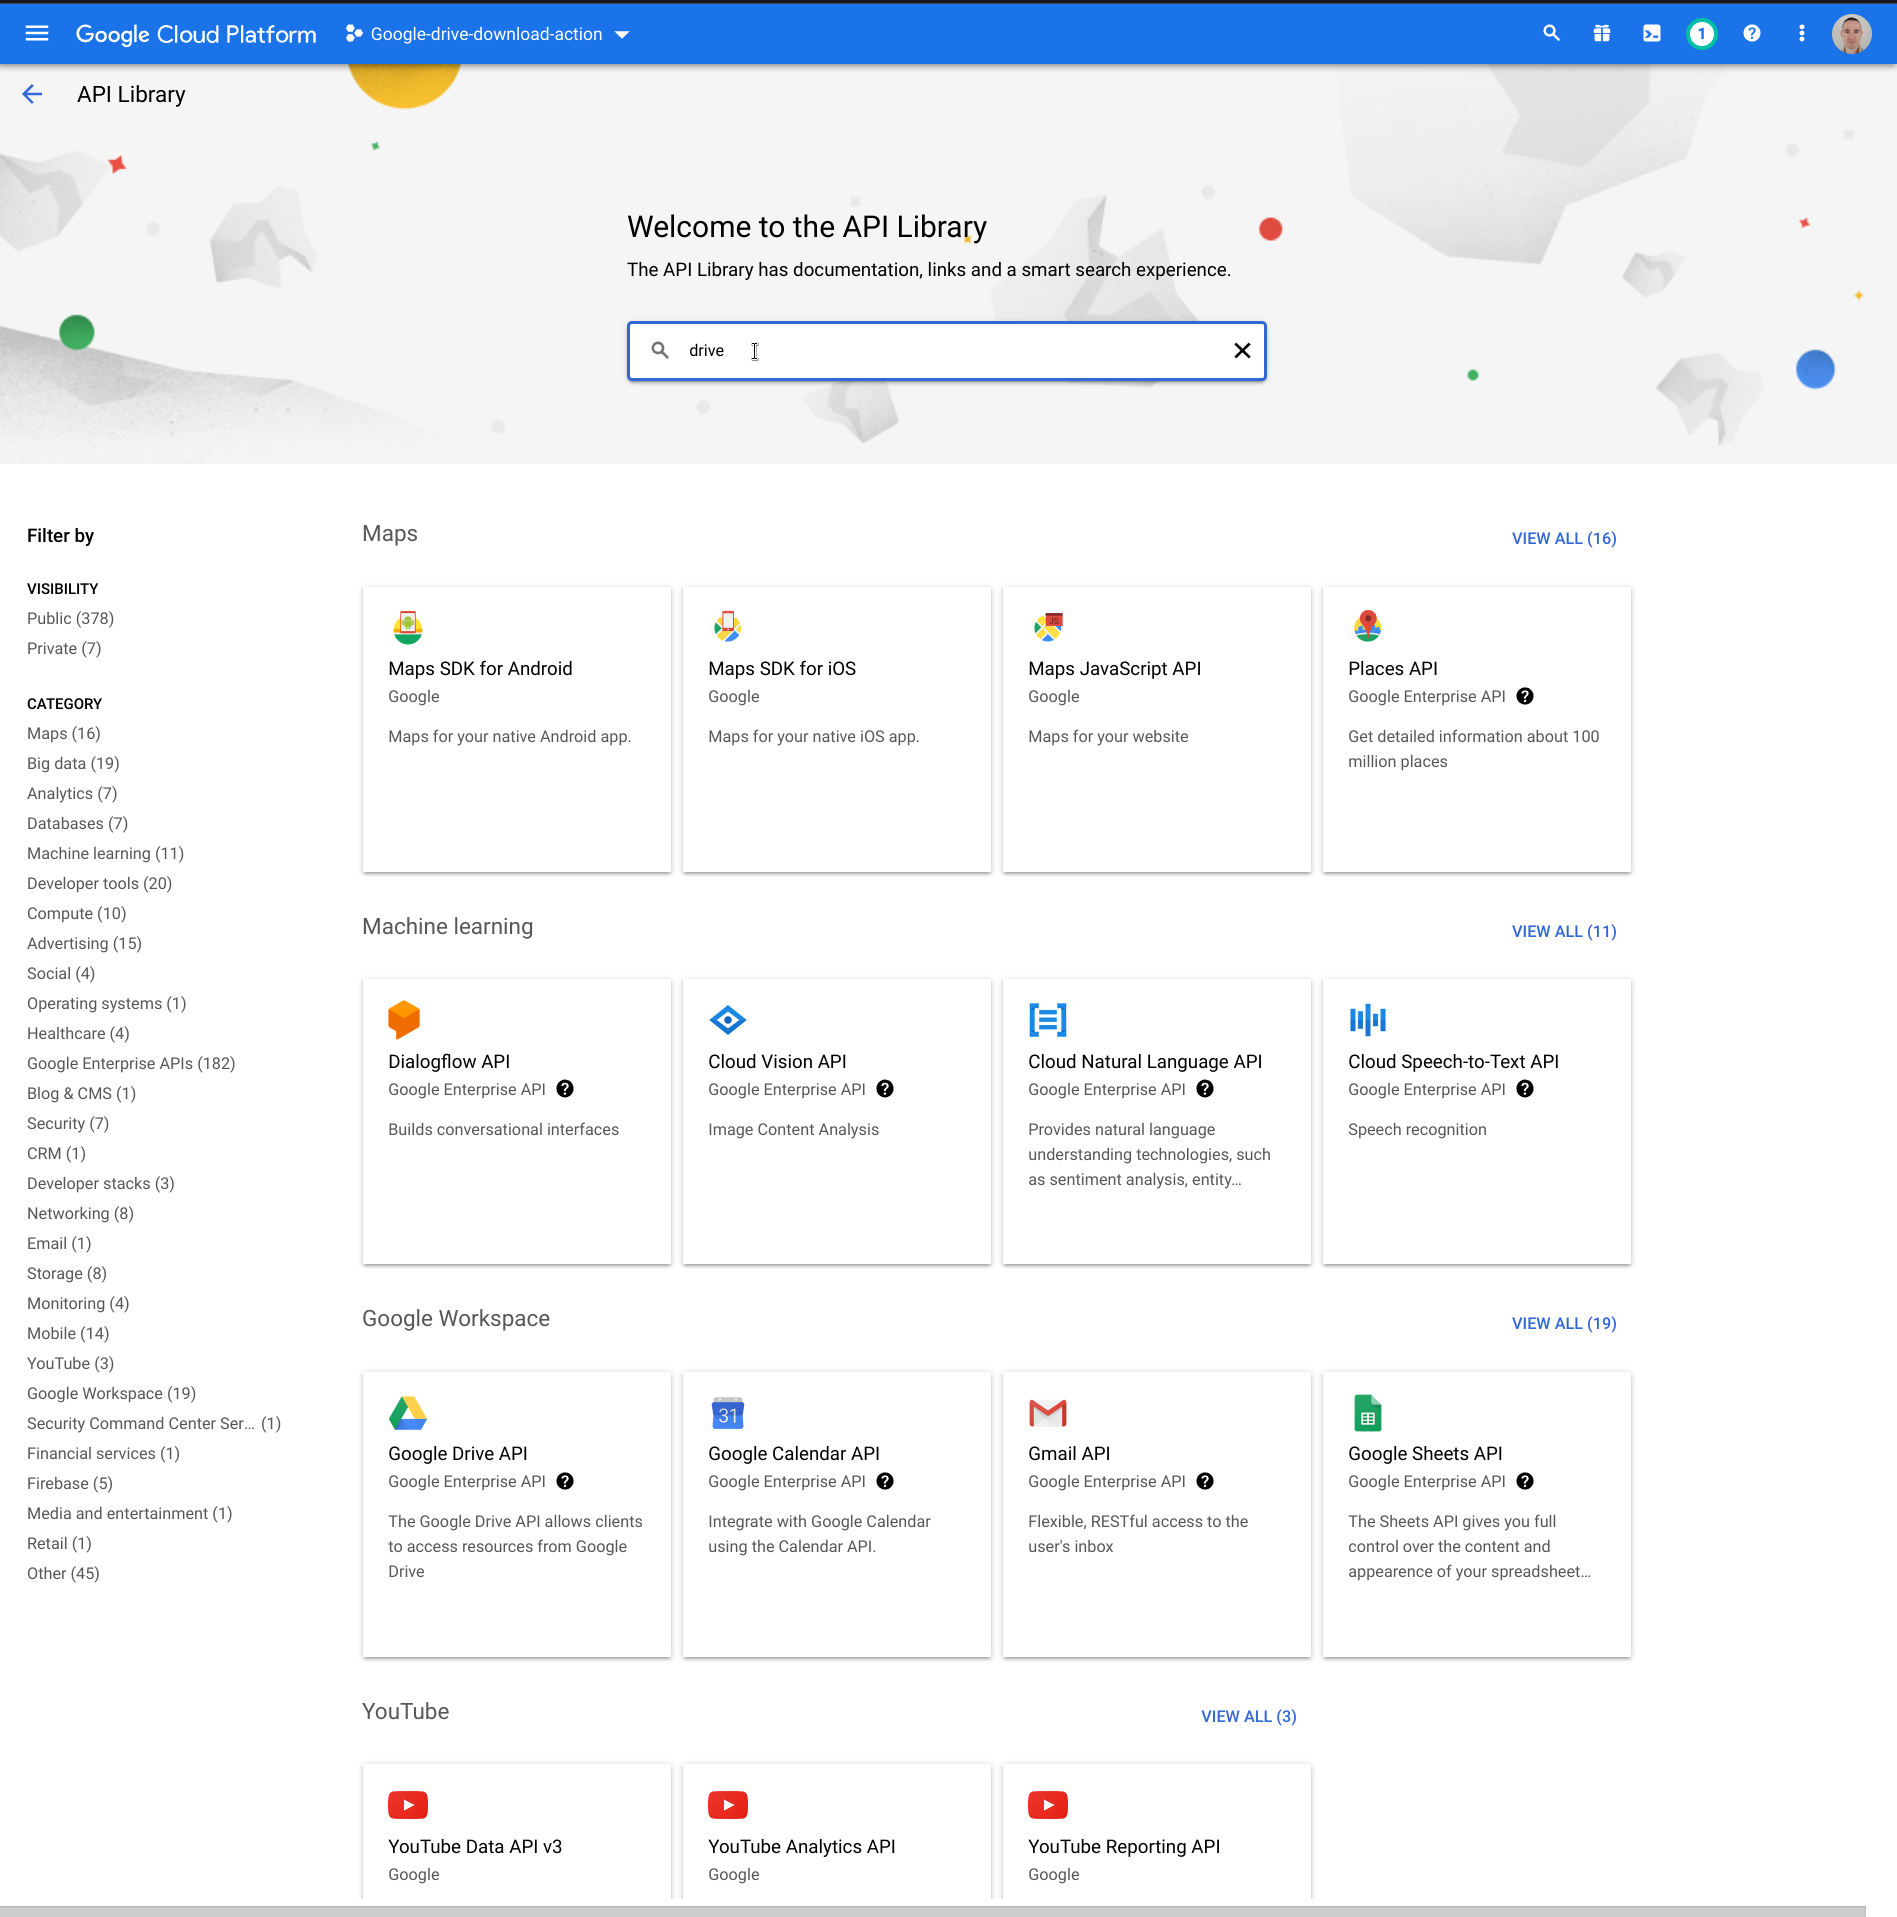 Google Cloud Platform
Google-drive-download-action
1
API Library
Welcome to the API Library
The API Library has documentation, links and a smart search experience.
drive
Filter by
VISIBILITY
Public (378)
Private (7)
CATEGORY
Maps (16)
Big data (19)
Analytics (7)
Databases (7)
Machine learning (11)
Developer tools (20)
Compute (10)
Advertising (15)
Social (4)
Operating systems (1)
Healthcare (4)
Google Enterprise APIs (182)
Blog & CMS (1)
Security (7)
CRM (1)
Developer stacks (3)
Networking (8)
Email (1)
Storage (8)
Monitoring (4)
Mobile (14)
YouTube (3)
Google Workspace (19)
Security Command Center Ser... (1)
Financial services (1)
Firebase (5)
Media and entertainment (1)
Retail (1)
Other (45)
Maps
VIEW ALL (16)
Maps SDK for Android
Google
Maps for your native Android app.
Maps SDK for iOS
Google
Maps for your native iOS app.
JS
Maps JavaScript API
Google
Maps for your website
Places API
Google Enterprise API
Get detailed information about 100
million places
Machine learning
VIEW ALL (11)
Dialogflow API
Google Enterprise API
Builds conversational interfaces
Cloud Vision API
Google Enterprise API
Image Content Analysis
Cloud Natural Language API
Google Enterprise API
Provides natural language
understanding technologies, such
as sentiment analysis, entity...
Cloud Speech-to-Text API
Google Enterprise API
Speech recognition
Google Workspace
VIEW ALL (19)
Google Drive API
Google Enterprise API
The Google Drive API allows clients
to access resources from Google
Drive
31
Google Calendar API
Google Enterprise API
Integrate with Google Calendar
using the Calendar API.
Gmail API
Google Enterprise API
Flexible, RESTful access to the
user's inbox
Google Sheets API
Google Enterprise API
The Sheets API gives you full
control over the content and
appearence of your spreadsheet...
YouTube
VIEW ALL (3)
YouTube Data API v3
Google
YouTube Analytics API
Google
YouTube Reporting API
Google